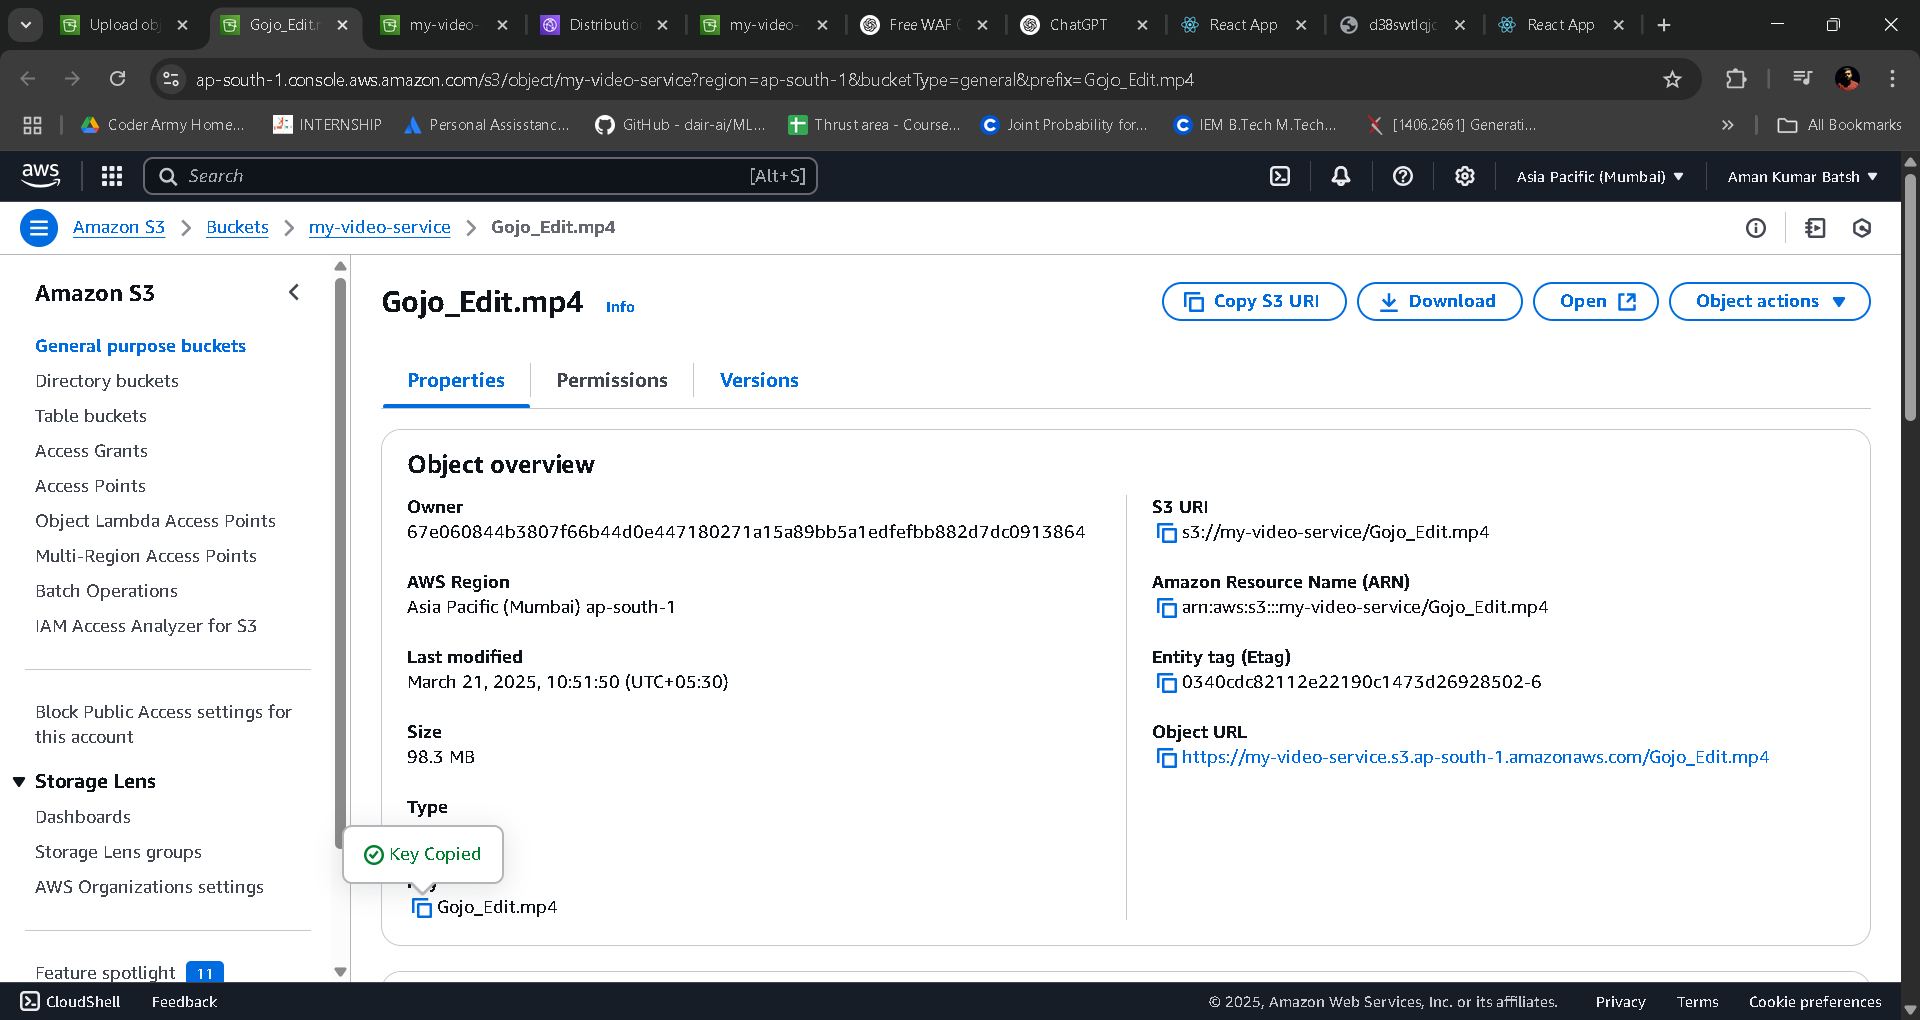 Upload obj
Gojo_Edit.m
my-video-
Distributio
my-video-
Free WAF C
ChatGPT
React App
d38swtlqjc
React App
ap-south-1.console.aws.amazon.com/s3/object/my-video-service?region=ap-south-1&bucketType=general&prefix=Gojo_Edit.mp4
Coder Army Home...
INTERNSHIP
Personal Assisstanc...
GitHub - dair-ai/ML...
Thrust area - Course...
Joint Probability for...
IEM B.Tech M.Tech...
[1406.2661] Generati...
All Bookmarks
aws
Search
[Alt+S]
Asia Pacific (Mumbai)
Aman Kumar Batsh
Amazon S3
Buckets
my-video-service
Gojo_Edit.mp4
Amazon S3
General purpose buckets
Directory buckets
Table buckets
Access Grants
Access Points
Object Lambda Access Points
Multi-Region Access Points
Batch Operations
IAM Access Analyzer for S3
Block Public Access settings for
this account
Storage Lens
Dashboards
Storage Lens groups
AWS Organizations settings
Feature spotlight 11
Gojo_Edit.mp4 Info
Copy S3 URI
Download
Open
Object actions
Properties
Permissions
Versions
Object overview
Owner
67e060844b3807f66b44d0e447180271a15a89bb5a1edfefbb882d7dc0913864
AWS Region
Asia Pacific (Mumbai) ap-south-1
Last modified
March 21, 2025, 10:51:50 (UTC+05:30)
Size
98.3 MB
Type
Key Copied
Gojo_Edit.mp4
S3 URI
s3://my-video-service/Gojo_Edit.mp4
Amazon Resource Name (ARN)
arn:aws:s3:::my-video-service/Gojo_Edit.mp4
Entity tag (Etag)
0340cdc82112e22190c1473d26928502-6
Object URL
https://my-video-service.s3.ap-south-1.amazonaws.com/Gojo_Edit.mp4
CloudShell
Feedback
© 2025, Amazon Web Services, Inc. or its affiliates.
Privacy
Terms
Cookie preferences